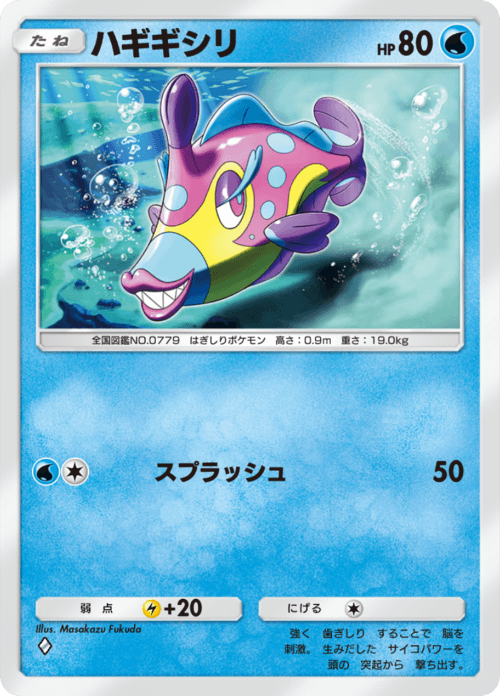 たね ハギギシリ HP80
全国図鑑NO.0779 はぎしりポケモン 高さ：0.9m 重さ：19.0kg
スプラッシュ 50
弱点 +20 にげる
Illus. Masakazu Fukuda
強く 歯ぎしり することで 脳を
刺激。生みだした サイコパワーを
頭の 突起から 撃ち出す。